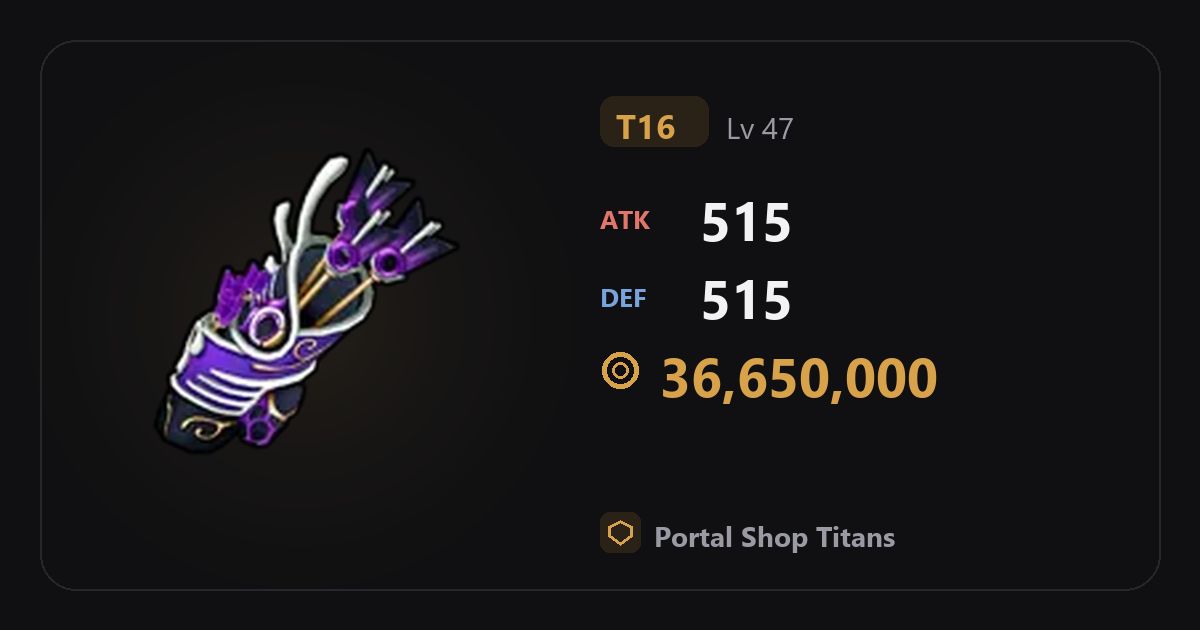 T16 Lv 47
ATK 515
DEF 515
36,650,000
Portal Shop Titans